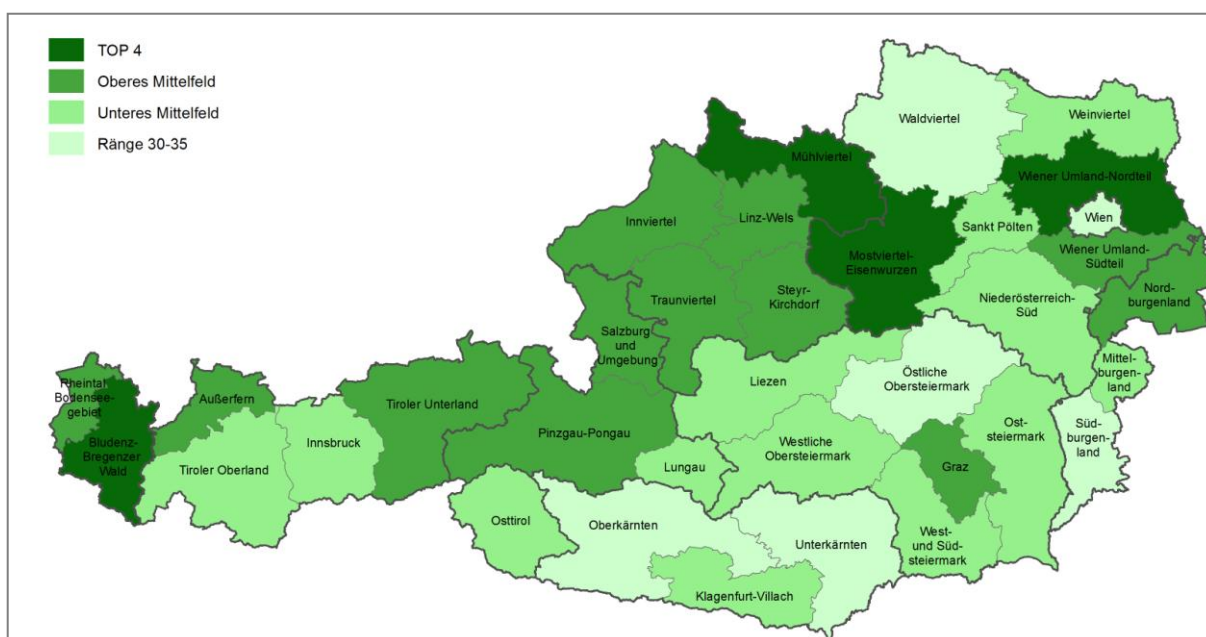 TOP 4
Oberes Mittelfeld
Unteres Mittelfeld
Ränge 30-35
Waldviertel
Weinviertel
Mühlviertel
Wiener Umland-Nordteil
Innviertel
Linz-Wels
Wien
Sankt Pölten
Mostviertel-
Eisenwurzen
Wiener Umland-
Südteil
Nord-
burgenland
Traunviertel
Steyr-
Kirchdorf
Niederösterreich-
Süd
Salzburg
und
Umgebung
Mittel-
burgen-
land
Rheintal
Bodensee-
gebiet
Außerfern
Tiroler Unterland
Liezen
Östliche
Obersteiermark
Bludenz-
Bregenzer
Wald
Innsbruck
Pinzgau-Pongau
Tiroler Oberland
Westliche
Obersteiermark
Ost-
steiermark
Süd-
burgen-
land
Lungau
Graz
Osttirol
Oberkärnten
Unterkärnten
West-
und Süd-
steiermark
Klagenfurt-Villach